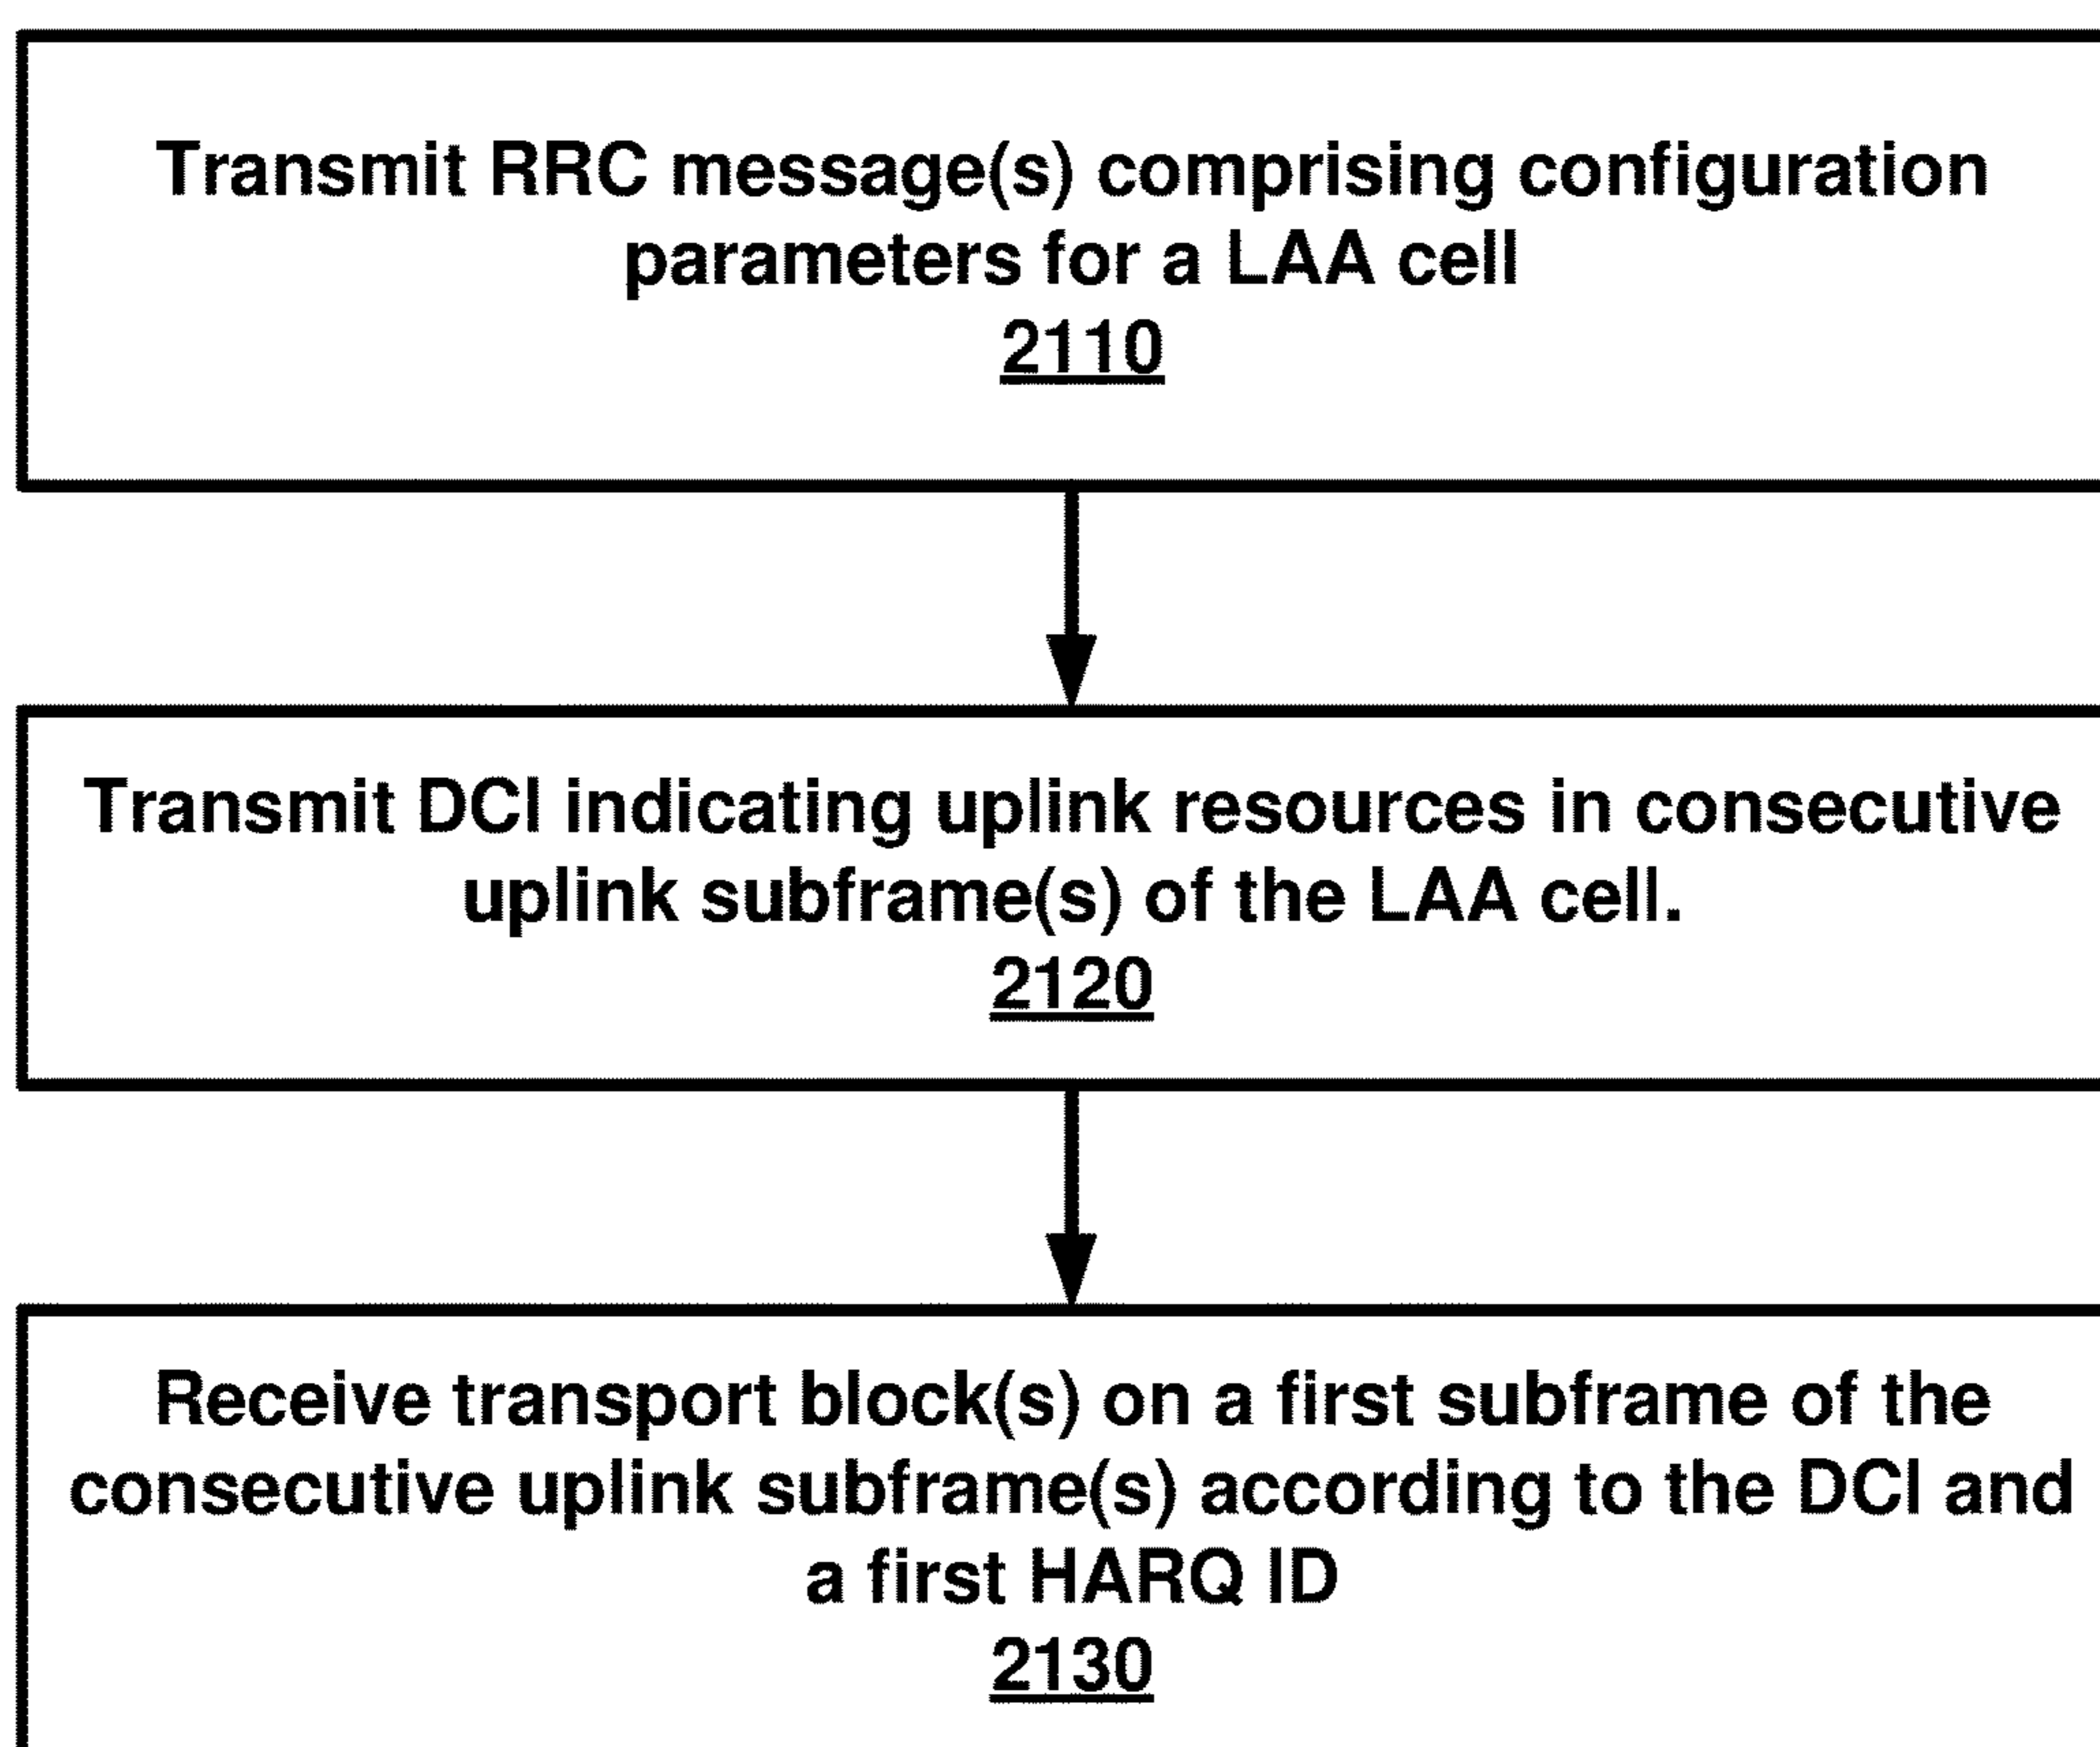 Transmit RRC message(s) comprising configuration
parameters for a LAA cell
2110
Transmit DCI indicating uplink resources in consecutive
uplink subframe(s) of the LAA cell.
2120
Receive transport block(s) on a first subframe of the
consecutive uplink subframe(s) according to the DCI and
a first HARQ ID
2130